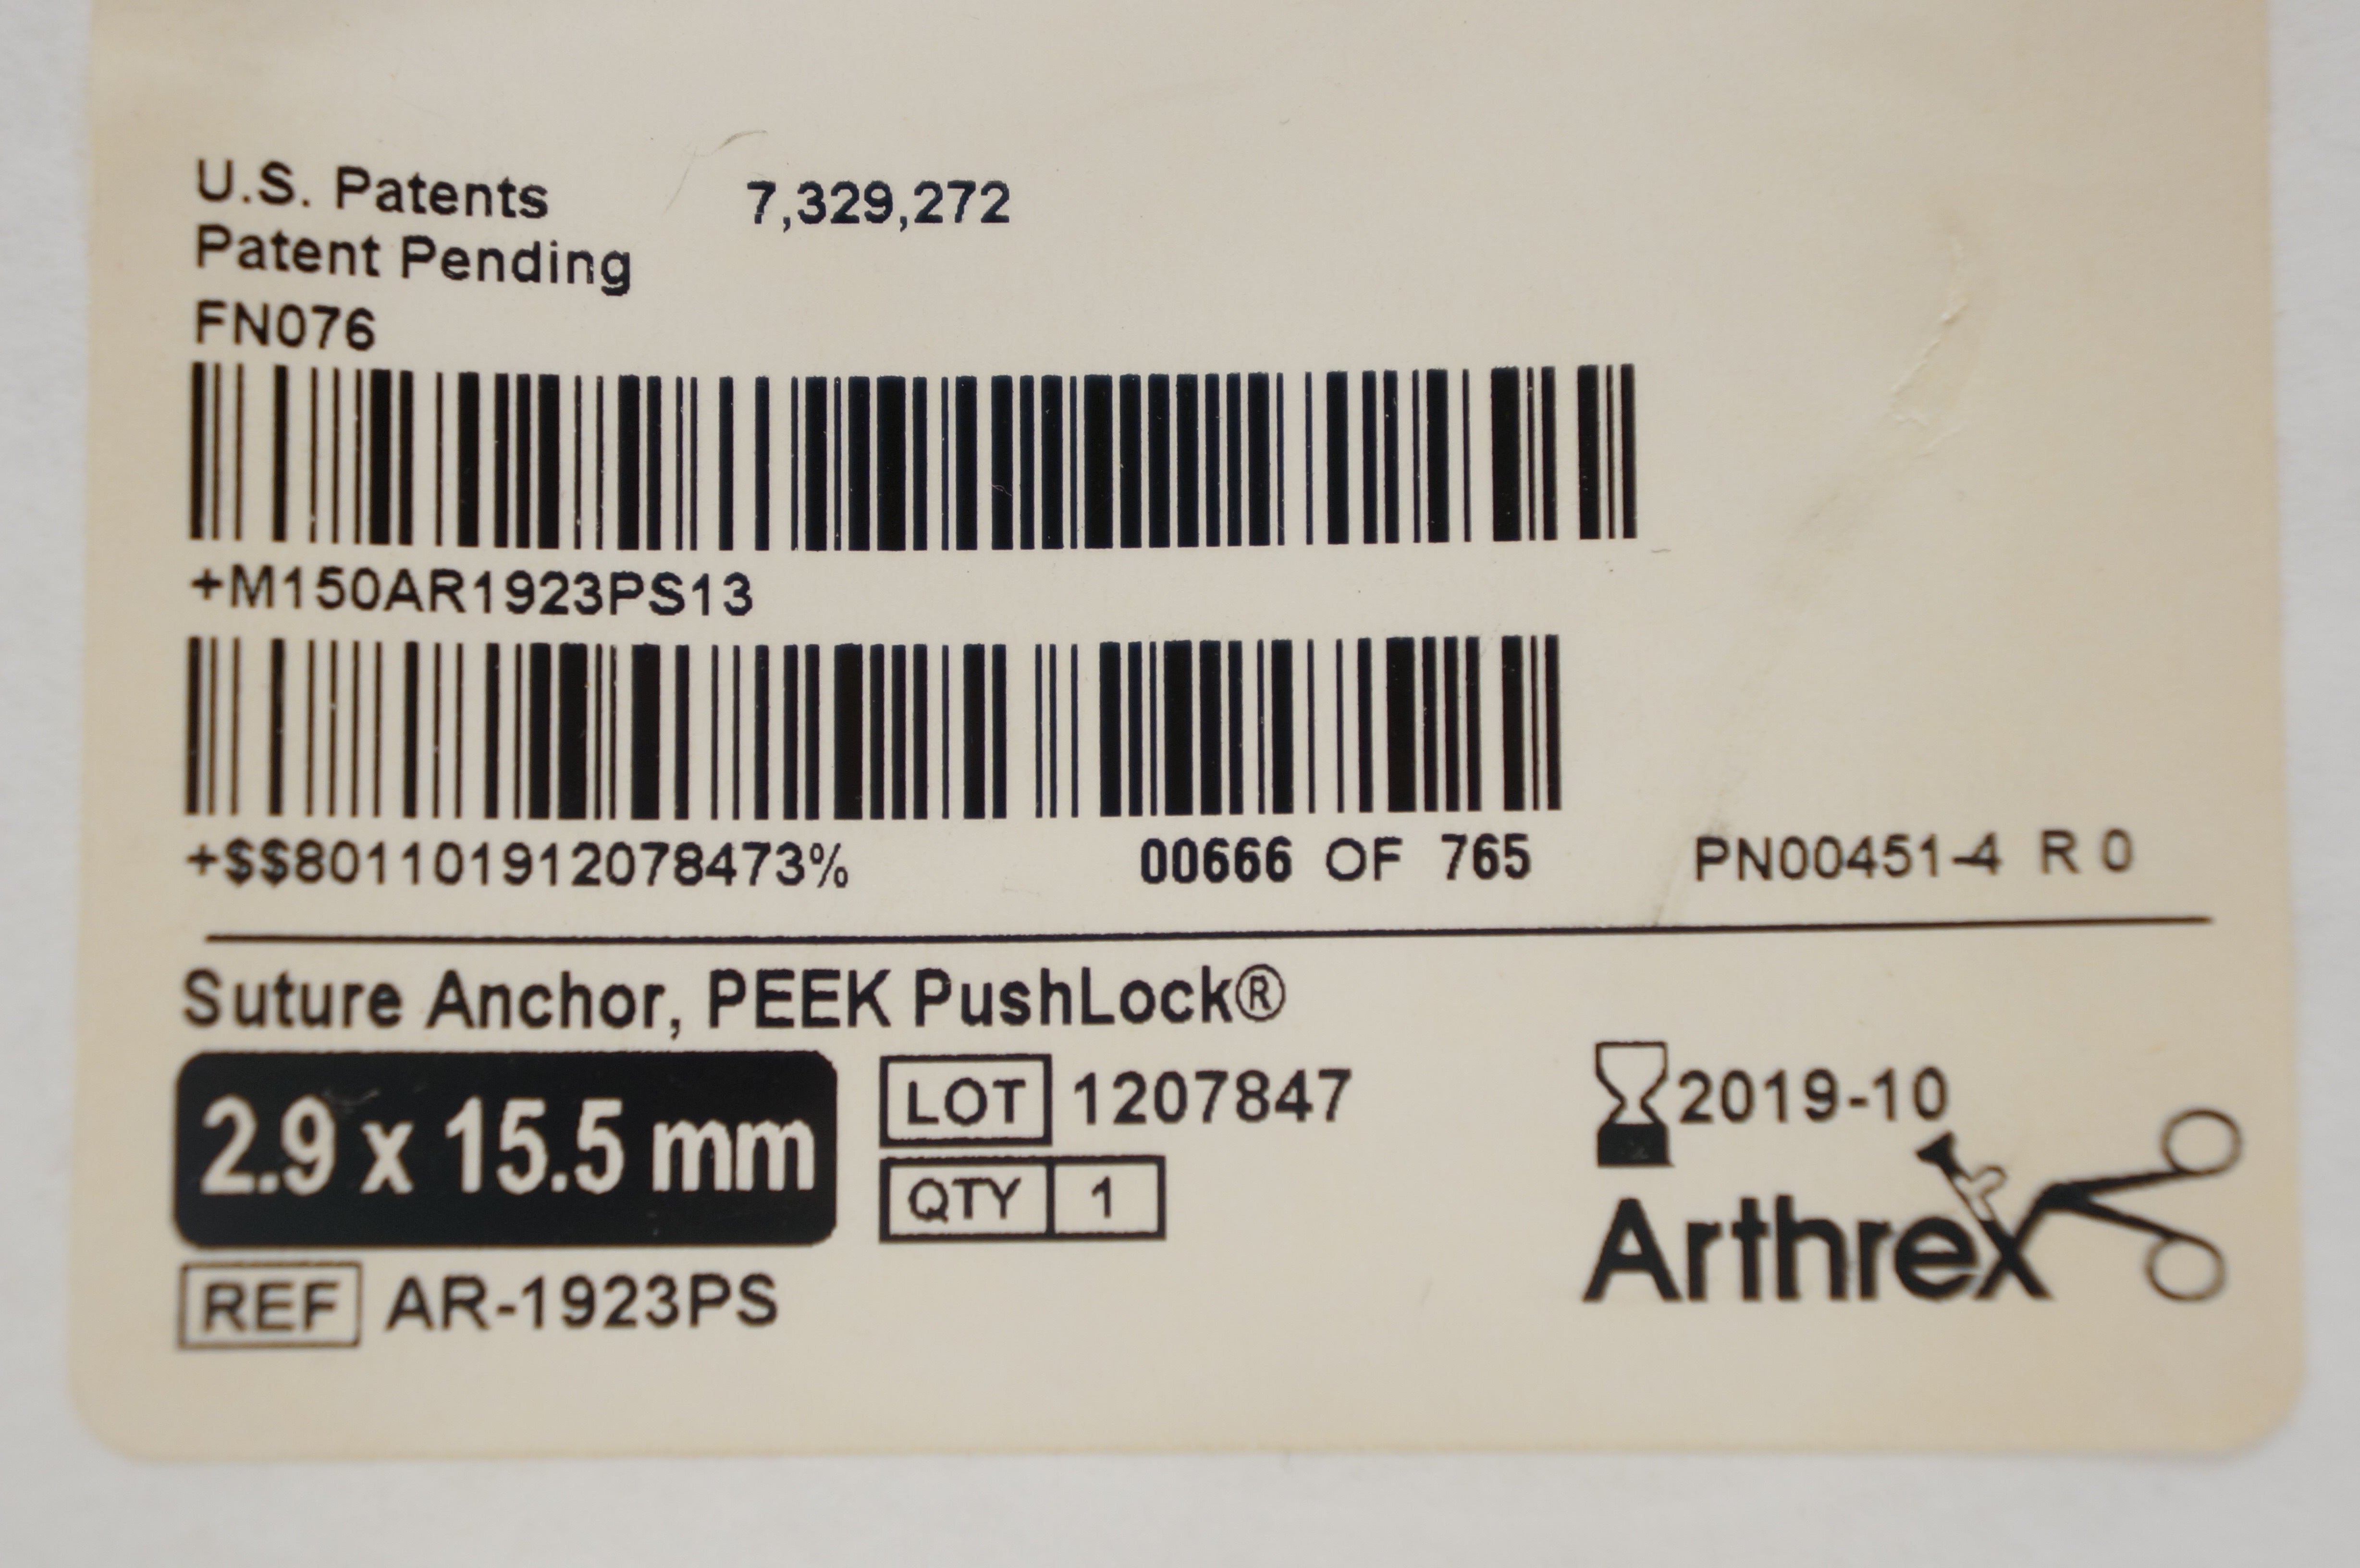 U.S. Patents 7,329,272
Patent Pending
FN076
+M150AR1923PS13
+$$801101912078473% 00666 OF 765 PN00451-4 R 0
Suture Anchor, PEEK PushLock®
2.9 x 15.5 mm
LOT 1207847
QTY 1
2019-10
Arthrex
REF AR-1923PS